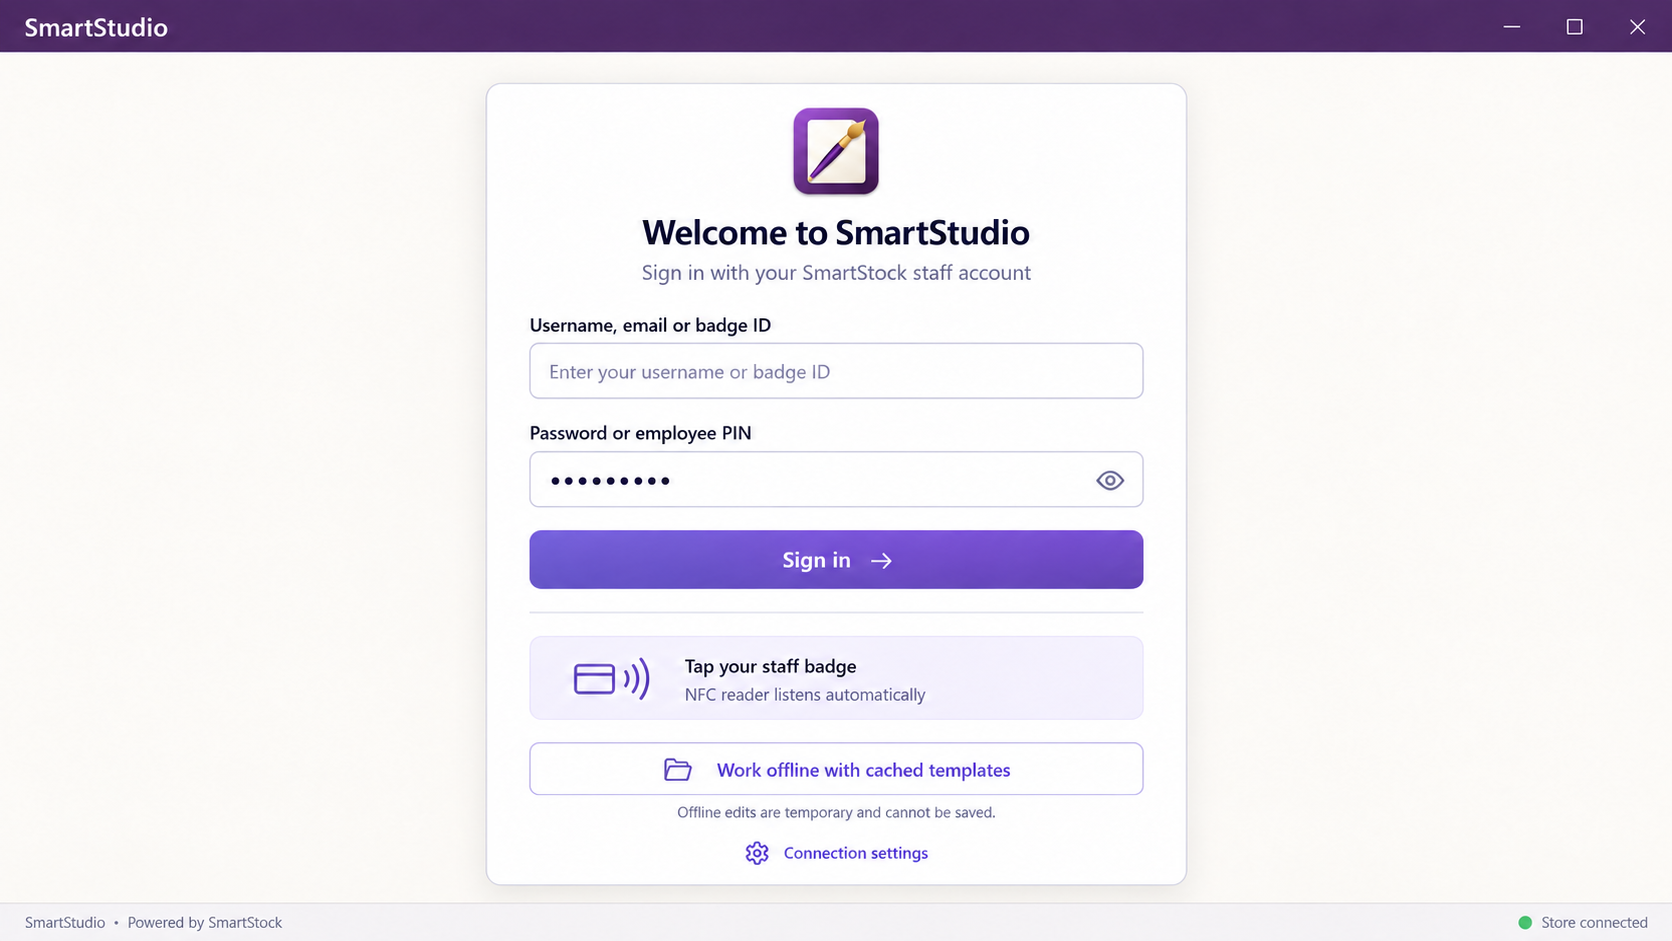 SmartStudio
Welcome to SmartStudio
Sign in with your SmartStock staff account
Username, email or badge ID
Enter your username or badge ID
Password or employee PIN
•••••••••
Sign in →
Tap your staff badge
NFC reader listens automatically
Work offline with cached templates
Offline edits are temporary and cannot be saved.
Connection settings
SmartStudio • Powered by SmartStock
Store connected